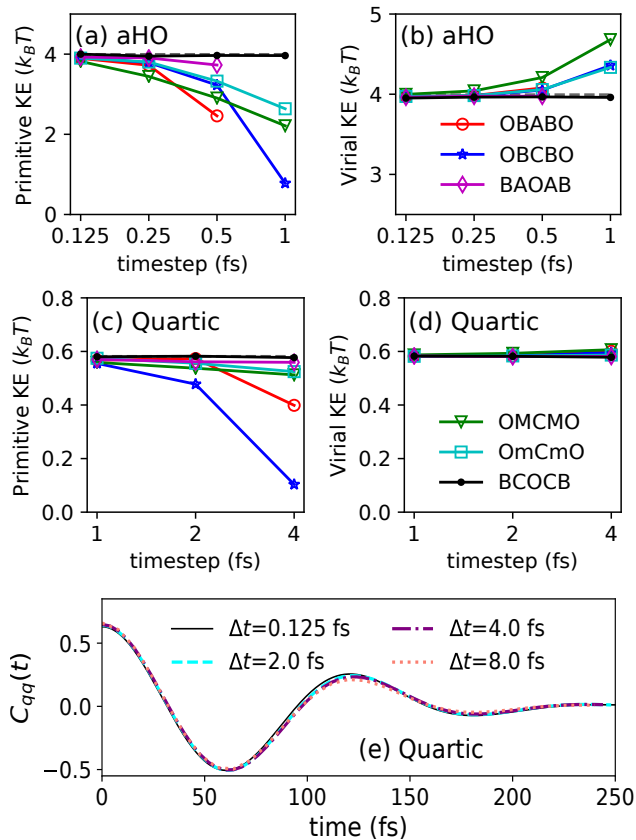 (a) aHO
Primitive KE (k_BT)
4
2
0
0.125 0.25 0.5 1
timestep (fs)
(b) aHO
Virial KE (k_BT)
5
4
3
OBABO
OBCBO
BAOAB
0.125 0.25 0.5 1
timestep (fs)
(c) Quartic
Primitive KE (k_BT)
0.8
0.6
0.4
0.2
0.0
1 2 4
timestep (fs)
(d) Quartic
Virial KE (k_BT)
0.8
0.6
0.4
0.2
0.0
OMCMO
OmCmO
BCOCB
1 2 4
timestep (fs)
C_qq(t)
0.5
0.0
−0.5
Δt=0.125 fs
Δt=2.0 fs
Δt=4.0 fs
Δt=8.0 fs
(e) Quartic
0 50 100 150 200 250
time (fs)